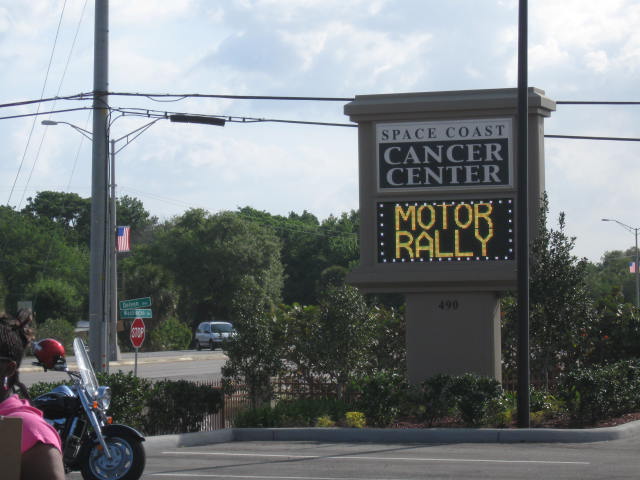 SPACE COAST
CANCER
CENTER
MOTOR
RALLY
490
STOP